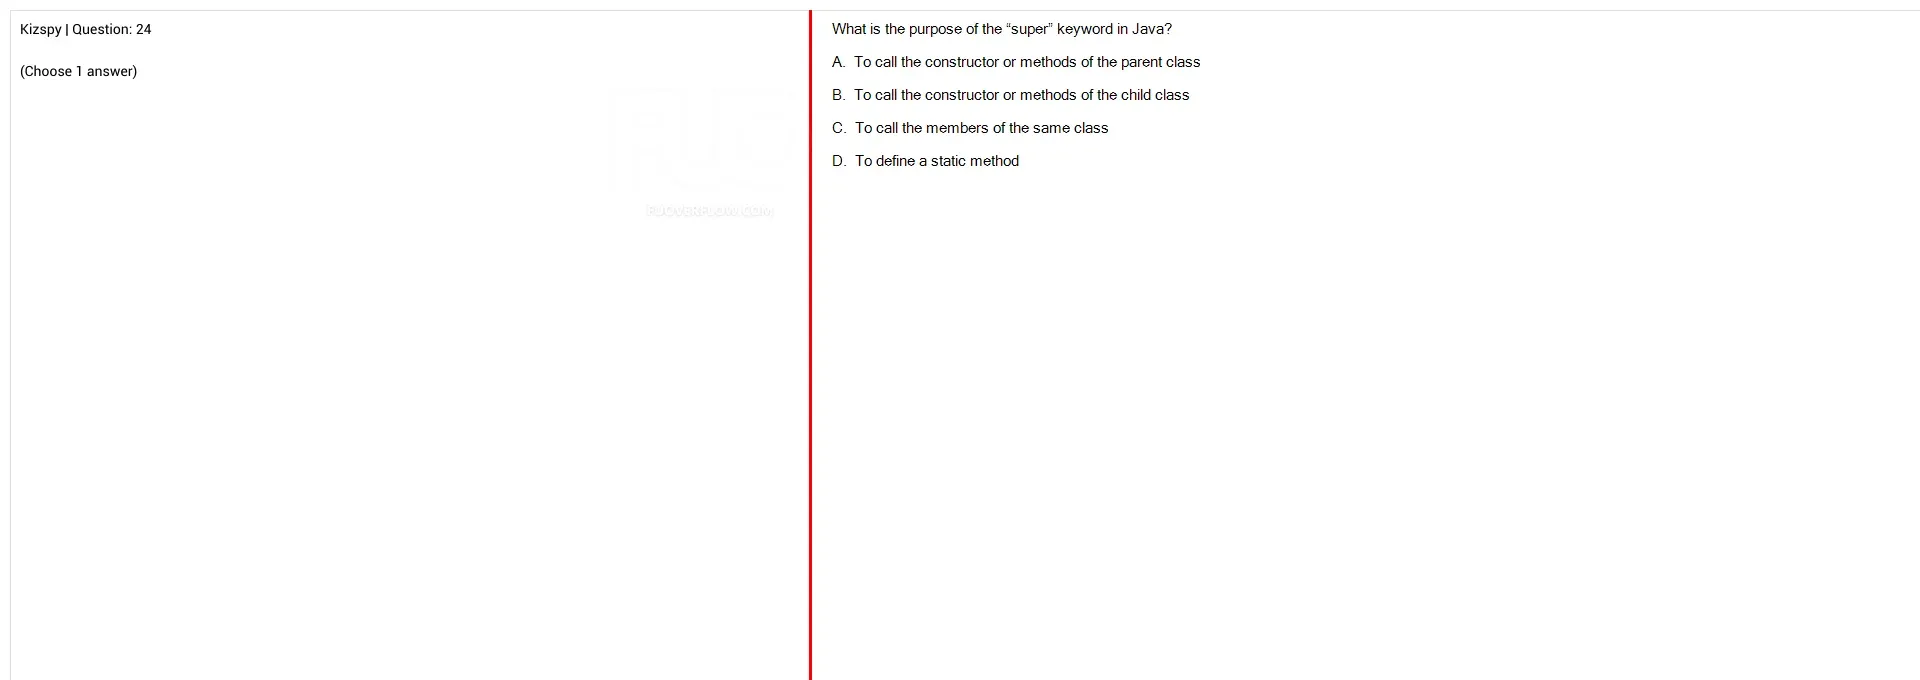 Kizspy | Question: 24
(Choose 1 answer)
FUOVERFLOW.COM
What is the purpose of the “super” keyword in Java?
A. To call the constructor or methods of the parent class
B. To call the constructor or methods of the child class
C. To call the members of the same class
D. To define a static method